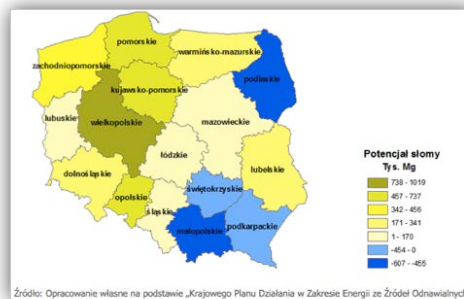 pomorskie
warmińsko-mazurskie
zachodniopomorskie
podlaskie
kujawsko-pomorskie
lubuskie
wielkopolskie
mazowieckie
łódzkie
dolnośląskie
lubelskie
opolskie
świętokrzyskie
śląskie
małopolskie
podkarpackie
Potencjał słomy
Tys. Mg
738 - 1019
457 - 737
342 - 456
171 - 341
1 - 170
-454 - 0
-607 - -455
Źródło: Opracowanie własne na podstawie „Krajowego Planu Działania w Zakresie Energii ze Źródeł Odnawialnyc